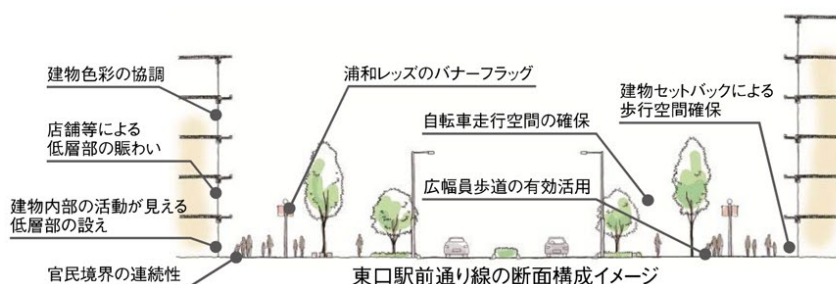 建物色彩の協調
店舗等による
低層部の賑わい
建物内部の活動が見える
低層部の設え
官民境界の連続性
浦和レッズのバナーフラッグ
自転車走行空間の確保
広幅員歩道の有効活用
建物セットバックによる
歩行空間確保
東口駅前通り線の断面構成イメージ